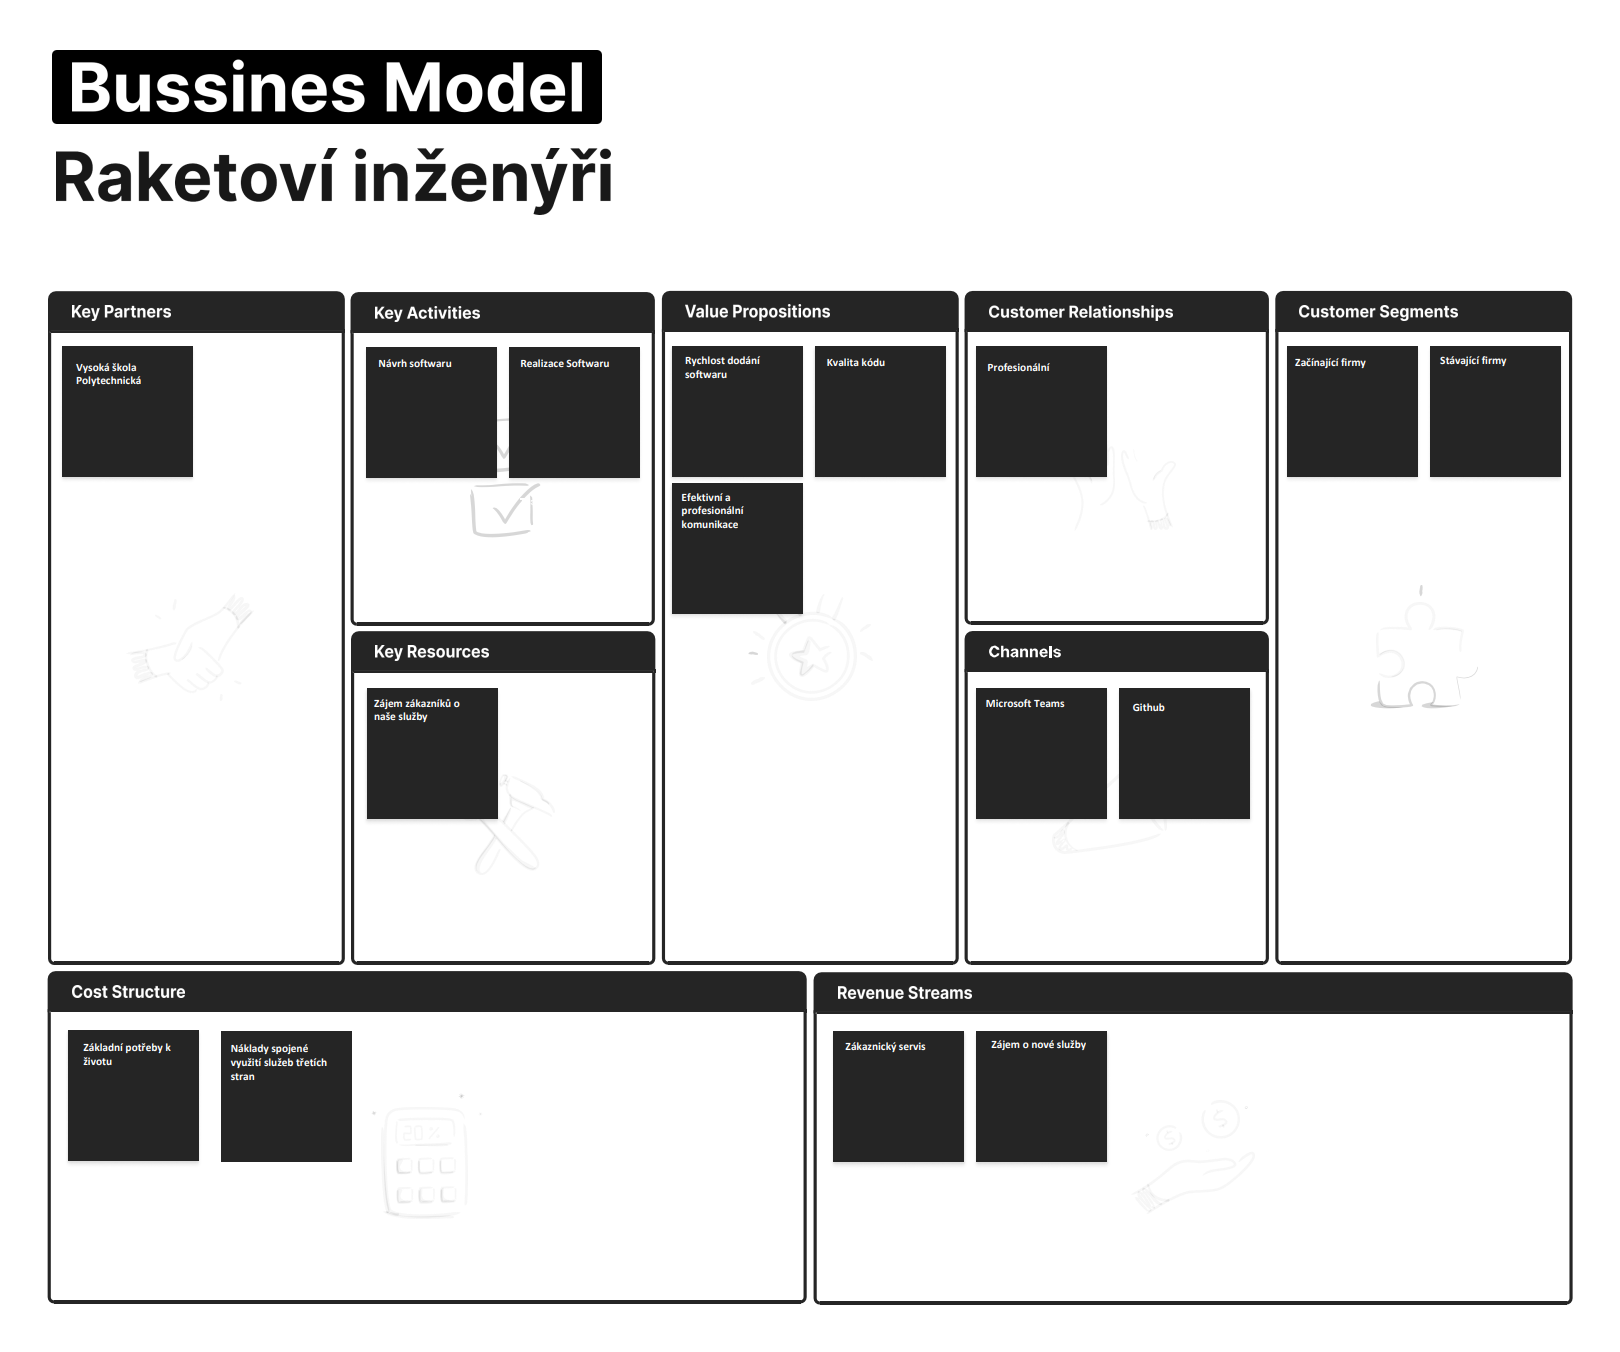 Bussines Model
Raketoví inženýři
Key Partners
Vysoká škola
Polytechnická
Key Activities
Návrh softwaru
Realizace Softwaru
Key Resources
Zájem zákazníků o
naše služby
Value Propositions
Rychlost dodání
softwaru
Kvalita kódu
Efektivní a
profesionální
komunikace
Customer Relationships
Profesionální
Channels
Microsoft Teams
Github
Customer Segments
Začínající firmy
Stávající firmy
Cost Structure
Základní potřeby k
životu
Náklady spojené
využití služeb třetích
stran
20 %
Revenue Streams
Zákaznický servis
Zájem o nové služby